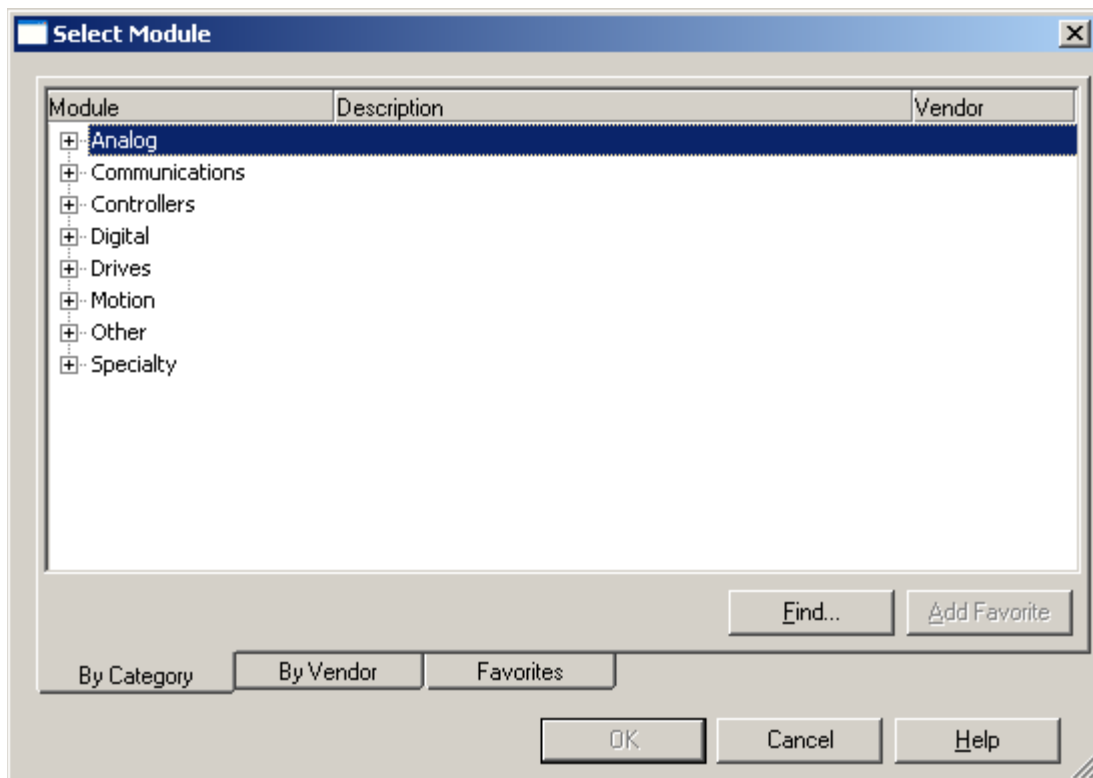 Select Module
Module Description Vendor
Analog
Communications
Controllers
Digital
Drives
Motion
Other
Specialty
Find... Add Favorite
By Category By Vendor Favorites
OK Cancel Help